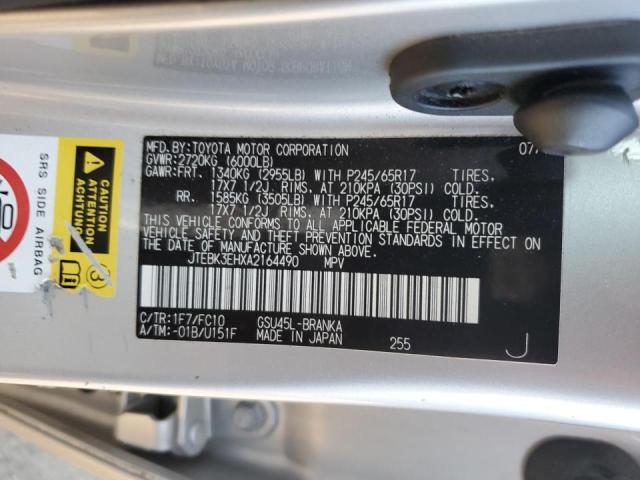 MFD. BY:TOYOTA MOTOR CORPORATION 07/
GVWR:2720KG (6000LB)
GAWR:FRT. 1340KG (2955LB) WITH P245/65R17 TIRES,
17X7 1/2J RIMS, AT 210KPA (30PSI) COLD.
RR. 1585KG (3505LB) WITH P245/65R17 TIRES,
17X7 1/2J RIMS, AT 210KPA (30PSI) COLD.
THIS VEHICLE CONFORMS TO ALL APPLICABLE FEDERAL MOTOR
VEHICLE SAFETY AND THEFT PREVENTION STANDARDS IN EFFECT
ON THE DATE OF MANUFACTURE SHOWN ABOVE.
JTEBK3EHXA2164490 MPV
C/TR:1F7/FC10 GSU45L-BRANKA
A/TM:-01B/U151F MADE IN JAPAN 255 J
SRS SIDE AIRBAG
CAUTION
ATTENTION
3